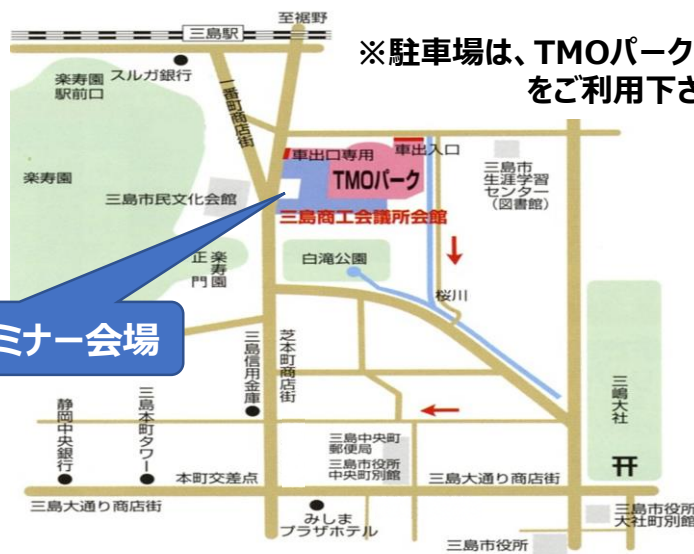 至裾野
三島駅
※駐車場は、TMOパーク
をご利用下さ
スルガ銀行
楽寿園
駅前口
一番町商店街
車出口専用
車出入口
TMOパーク
三島市
生涯学習
センター
（図書館）
楽寿園
三島市民文化会館
三島商工会議所会館
楽寿園
正門
白滝公園
桜川
ミナー会場
三島信用金庫
芝本町商店街
三嶋大社
静岡中央銀行
三島本町タワー
三島中央町
郵便局
三島市役所
中央町別館
本町交差点
三島大通り商店街
三島大通り商店街
みしま
プラザホテル
三島市役所
大社町別館
三島市役所